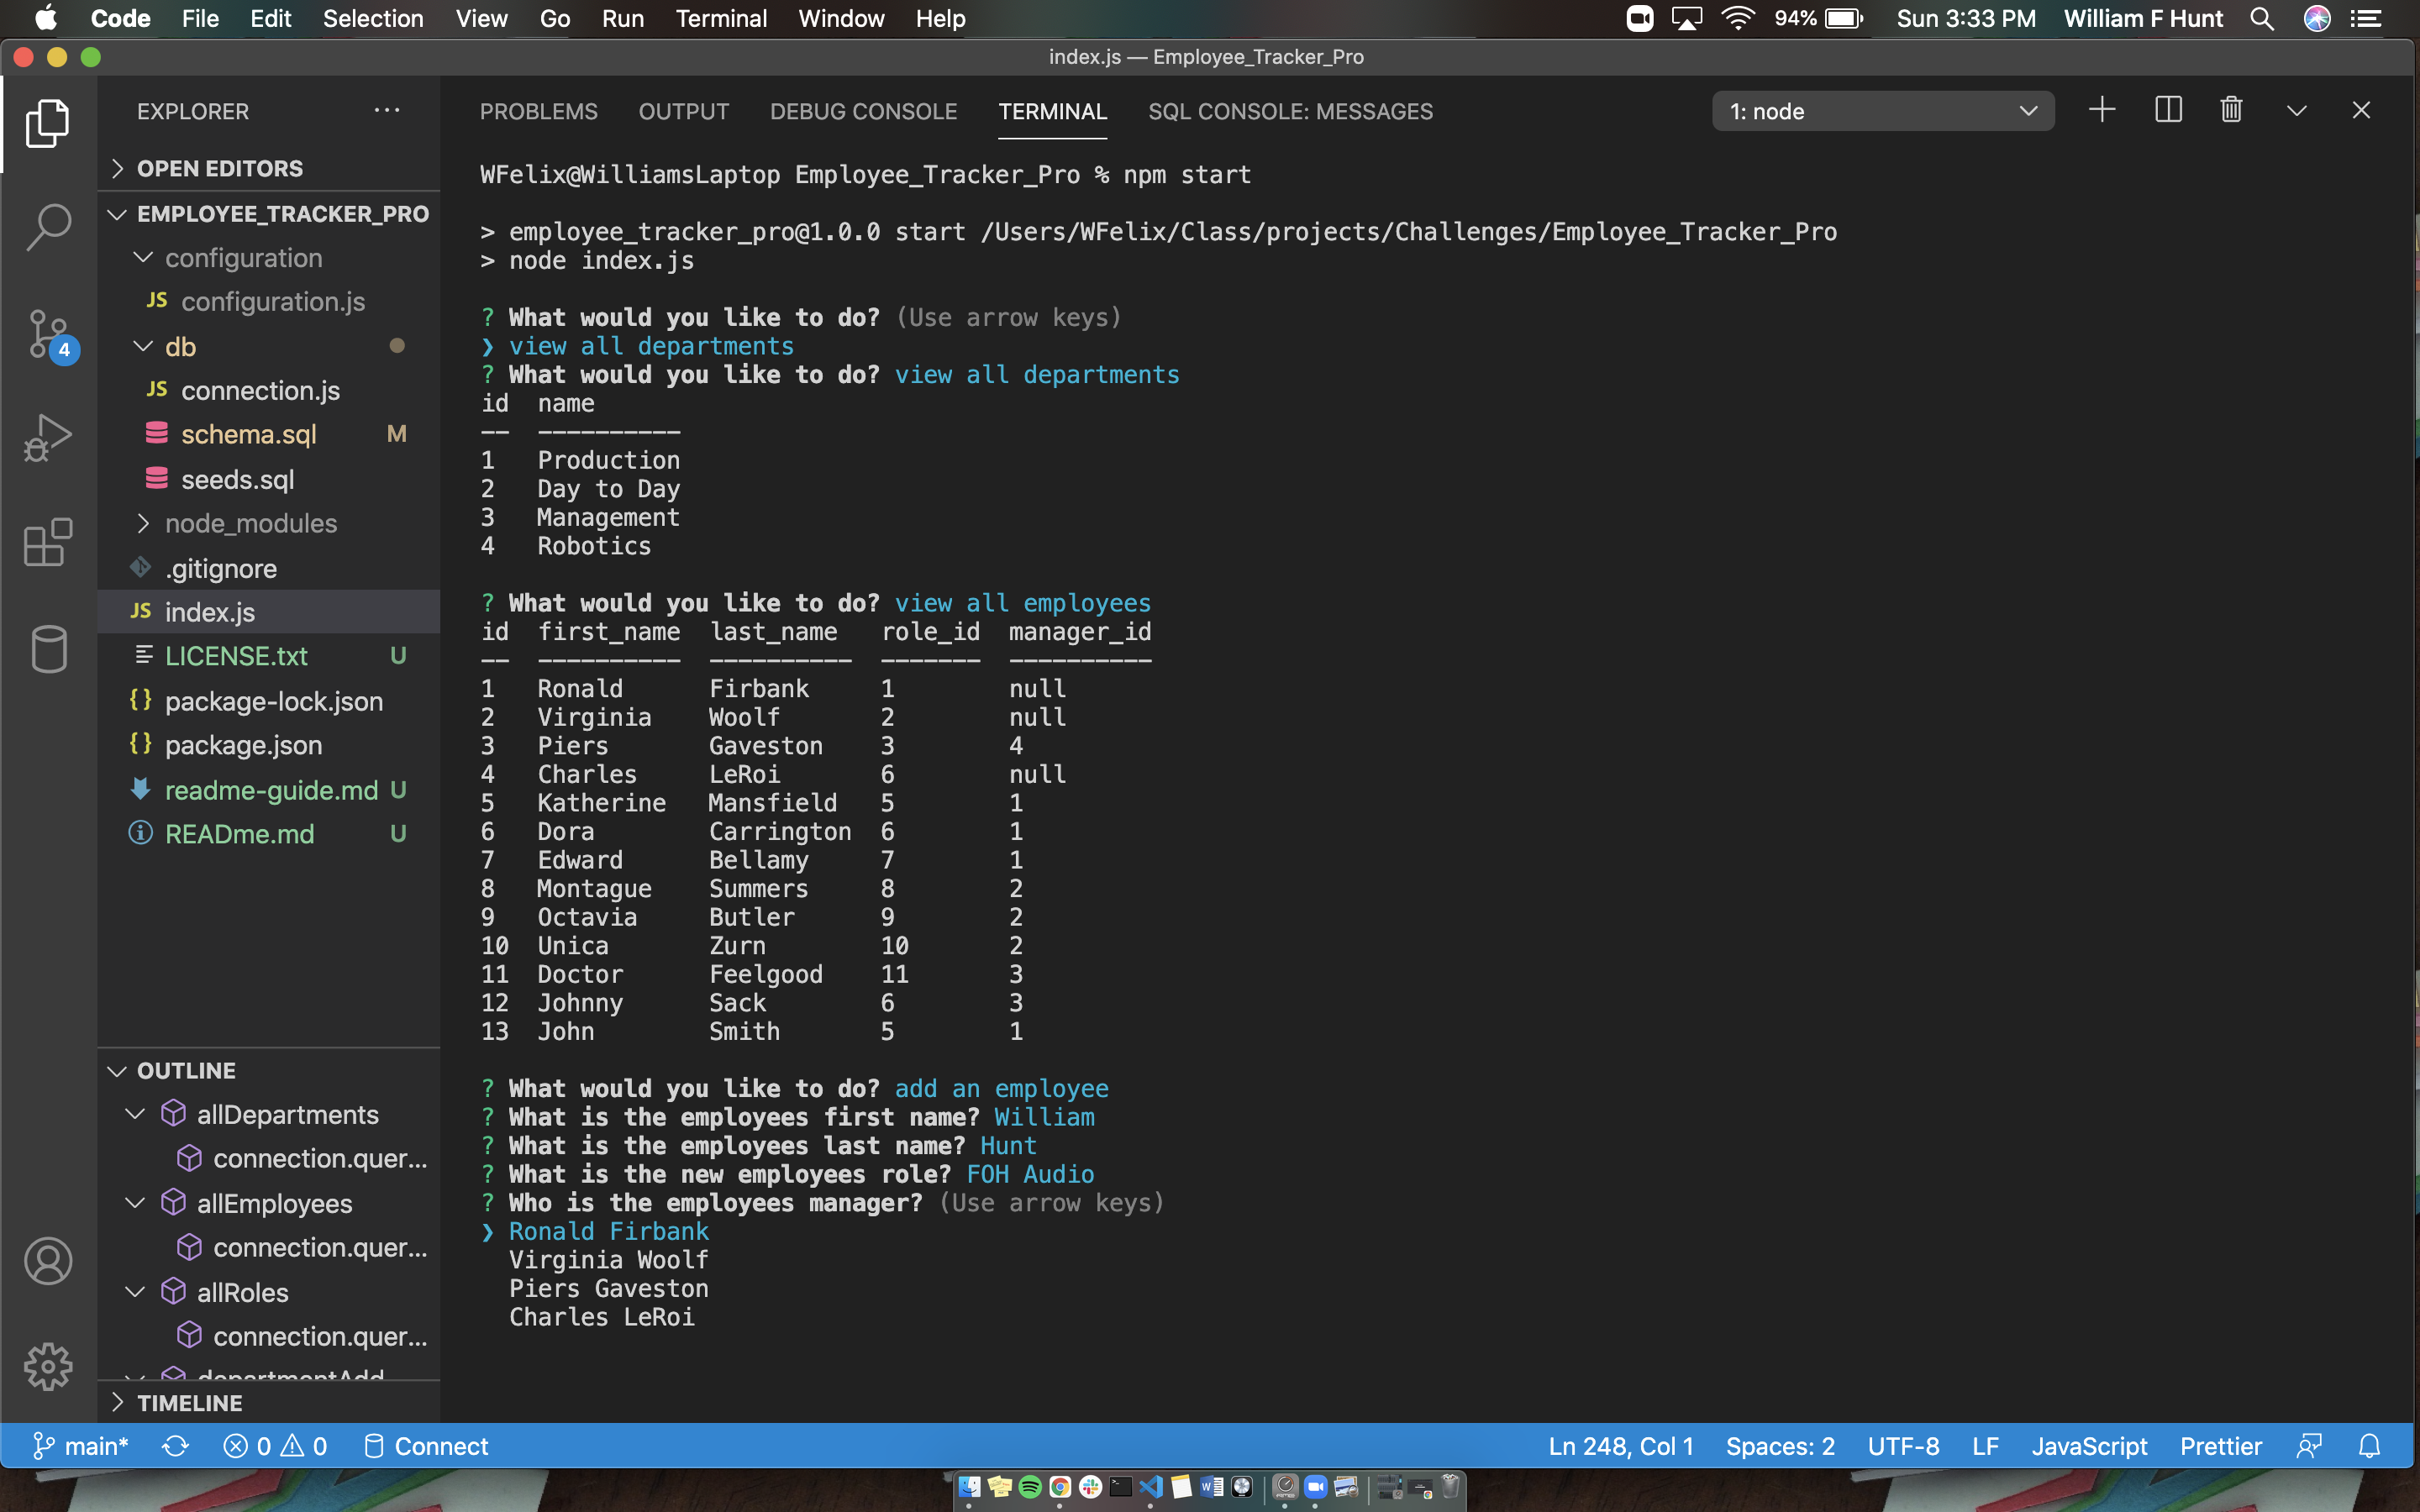 Code File Edit Selection View Go Run Terminal Window Help 94% Sun 3:33 PM William F Hunt
index.js — Employee_Tracker_Pro
EXPLORER ···
OPEN EDITORS
EMPLOYEE_TRACKER_PRO
configuration
JS configuration.js
db
JS connection.js
schema.sql M
seeds.sql
node_modules
.gitignore
JS index.js
LICENSE.txt U
{} package-lock.json
{} package.json
readme-guide.md U
READme.md U
4
OUTLINE
allDepartments
connection.quer...
allEmployees
connection.quer...
allRoles
connection.quer...
departmentAdd
TIMELINE
PROBLEMS OUTPUT DEBUG CONSOLE TERMINAL SQL CONSOLE: MESSAGES 1: node
WFelix@WilliamsLaptop Employee_Tracker_Pro % npm start
> employee_tracker_pro@1.0.0 start /Users/WFelix/Class/projects/Challenges/Employee_Tracker_Pro
> node index.js
? What would you like to do? (Use arrow keys)
❯ view all departments
? What would you like to do? view all departments
id name
-- ----------
1 Production
2 Day to Day
3 Management
4 Robotics
? What would you like to do? view all employees
id first_name last_name role_id manager_id
-- ---------- ---------- ------- ----------
1 Ronald Firbank 1 null
2 Virginia Woolf 2 null
3 Piers Gaveston 3 4
4 Charles LeRoi 6 null
5 Katherine Mansfield 5 1
6 Dora Carrington 6 1
7 Edward Bellamy 7 1
8 Montague Summers 8 2
9 Octavia Butler 9 2
10 Unica Zurn 10 2
11 Doctor Feelgood 11 3
12 Johnny Sack 6 3
13 John Smith 5 1
? What would you like to do? add an employee
? What is the employees first name? William
? What is the employees last name? Hunt
? What is the new employees role? FOH Audio
? Who is the employees manager? (Use arrow keys)
❯ Ronald Firbank
Virginia Woolf
Piers Gaveston
Charles LeRoi
main* 0 0 Connect Ln 248, Col 1 Spaces: 2 UTF-8 LF JavaScript Prettier